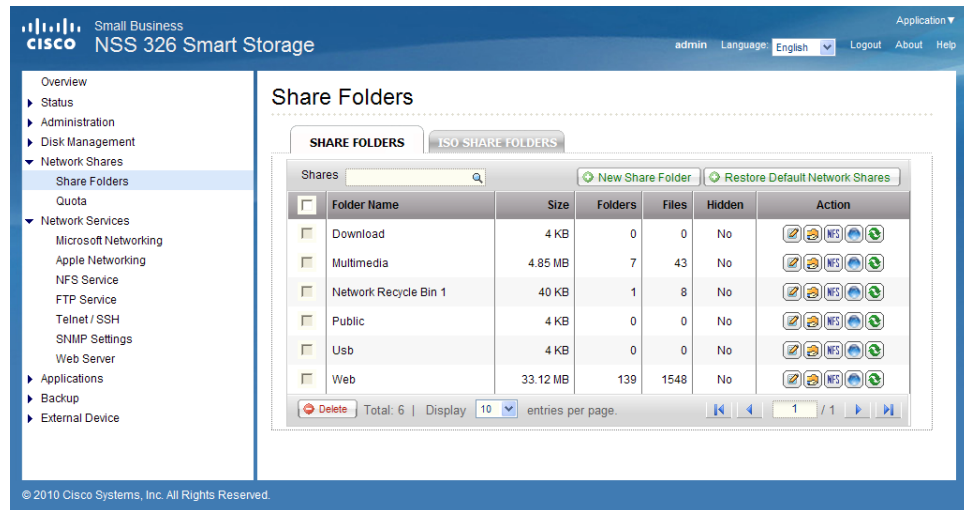 Small Business
CISCO NSS 326 Smart Storage
Application
admin Language: English Logout About Help
Overview
Status
Administration
Disk Management
Network Shares
Share Folders
Quota
Network Services
Microsoft Networking
Apple Networking
NFS Service
FTP Service
Telnet / SSH
SNMP Settings
Web Server
Applications
Backup
External Device
Share Folders
SHARE FOLDERS ISO SHARE FOLDERS
Shares New Share Folder Restore Default Network Shares
Folder Name Size Folders Files Hidden Action
Download 4 KB 0 0 No NFS
Multimedia 4.85 MB 7 43 No NFS
Network Recycle Bin 1 40 KB 1 8 No NFS
Public 4 KB 0 0 No NFS
Usb 4 KB 0 0 No NFS
Web 33.12 MB 139 1548 No NFS
Delete Total: 6 | Display 10 entries per page. 1 / 1
© 2010 Cisco Systems, Inc. All Rights Reserved.